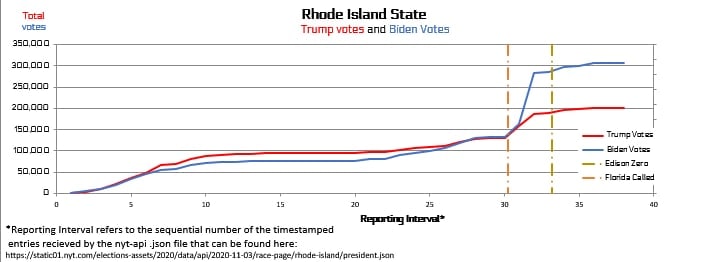 Rhode Island State
Total votes
Trump votes and Biden Votes
350,000
300,000
250,000
200,000
150,000
100,000
50,000
0
Trump Votes
Biden Votes
Edison Zero
Florida Called
0 5 10 15 20 25 30 35 40
Reporting Interval*
*Reporting Interval refers to the sequential number of the timestamped
entries recieved by the nyt-api .json file that can be found here:
https://static01.nyt.com/elections-assets/2020/data/api/2020-11-03/race-page/rhode-island/president.json